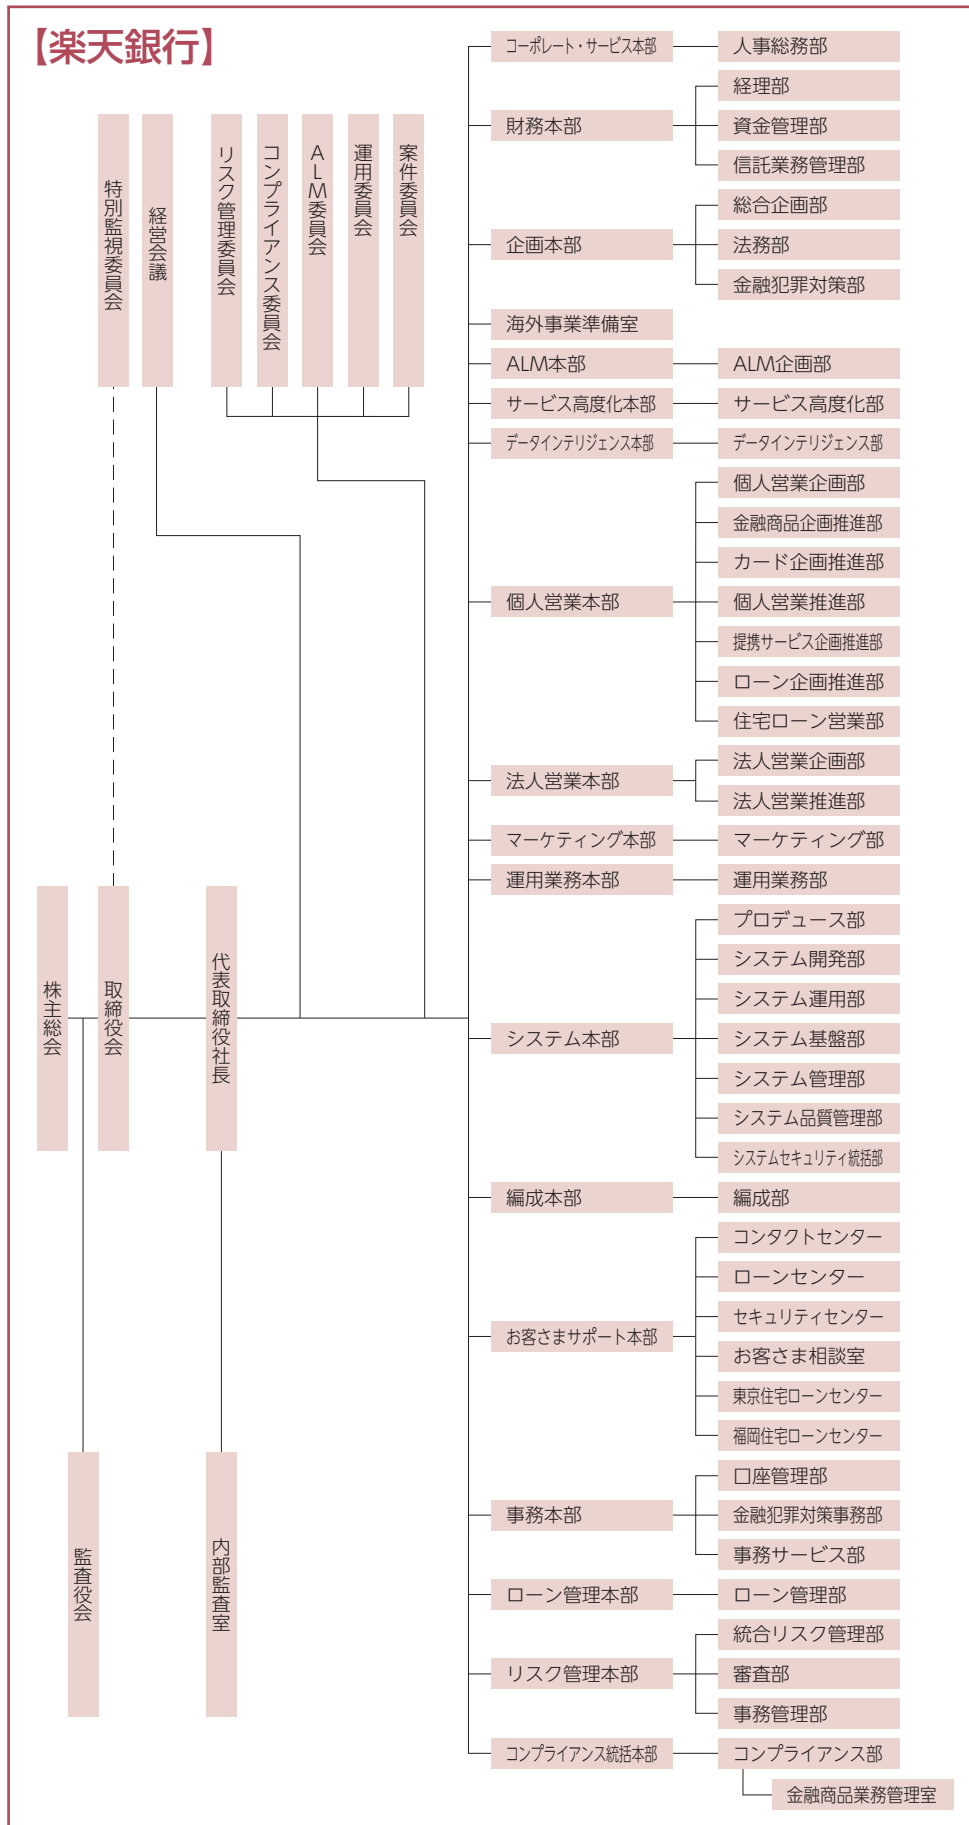 【楽天銀行】
特別監視委員会
経営会議
リスク管理委員会
コンプライアンス委員会
ALM委員会
運用委員会
案件委員会
株主総会
取締役会
代表取締役社長
監査役会
内部監査室
コーポレート・サービス本部
人事総務部
財務本部
経理部
資金管理部
信託業務管理部
企画本部
総合企画部
法務部
金融犯罪対策部
海外事業準備室
ALM本部
ALM企画部
サービス高度化本部
サービス高度化部
データインテリジェンス本部
データインテリジェンス部
個人営業本部
個人営業企画部
金融商品企画推進部
カード企画推進部
個人営業推進部
提携サービス企画推進部
ローン企画推進部
住宅ローン営業部
法人営業本部
法人営業企画部
法人営業推進部
マーケティング本部
マーケティング部
運用業務本部
運用業務部
システム本部
プロデュース部
システム開発部
システム運用部
システム基盤部
システム管理部
システム品質管理部
システムセキュリティ統括部
編成本部
編成部
お客さまサポート本部
コンタクトセンター
ローンセンター
セキュリティセンター
お客さま相談室
東京住宅ローンセンター
福岡住宅ローンセンター
事務本部
口座管理部
金融犯罪対策事務部
事務サービス部
ローン管理本部
ローン管理部
リスク管理本部
統合リスク管理部
審査部
事務管理部
コンプライアンス統括本部
コンプライアンス部
金融商品業務管理室